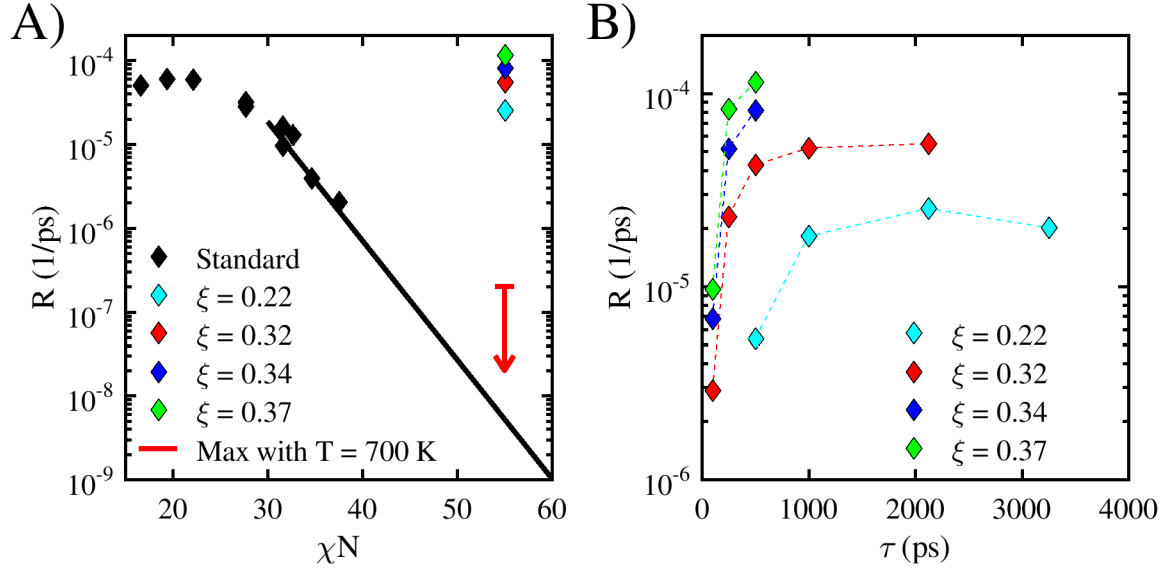 A)
R (1/ps)
10⁻⁴
10⁻⁵
10⁻⁶
10⁻⁷
10⁻⁸
10⁻⁹
Standard
ξ = 0.22
ξ = 0.32
ξ = 0.34
ξ = 0.37
Max with T = 700 K
20 30 40 50 60
χN
B)
R (1/ps)
10⁻⁴
10⁻⁵
10⁻⁶
ξ = 0.22
ξ = 0.32
ξ = 0.34
ξ = 0.37
0 1000 2000 3000 4000
τ (ps)